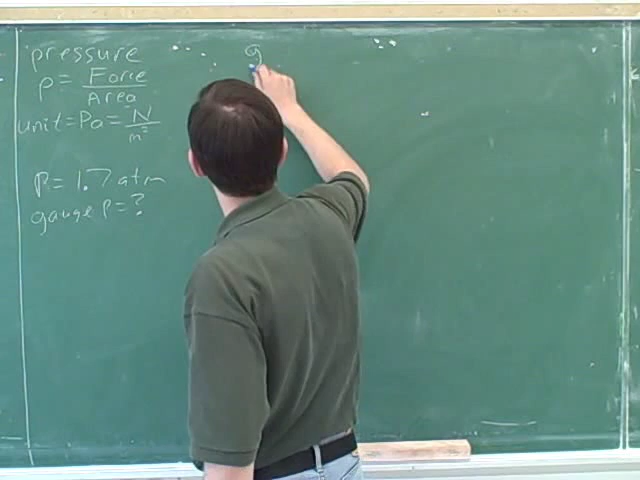 pressure
p = Force
Area
unit = Pa = N
m²
P = 1.7 atm
gauge P = ?
g